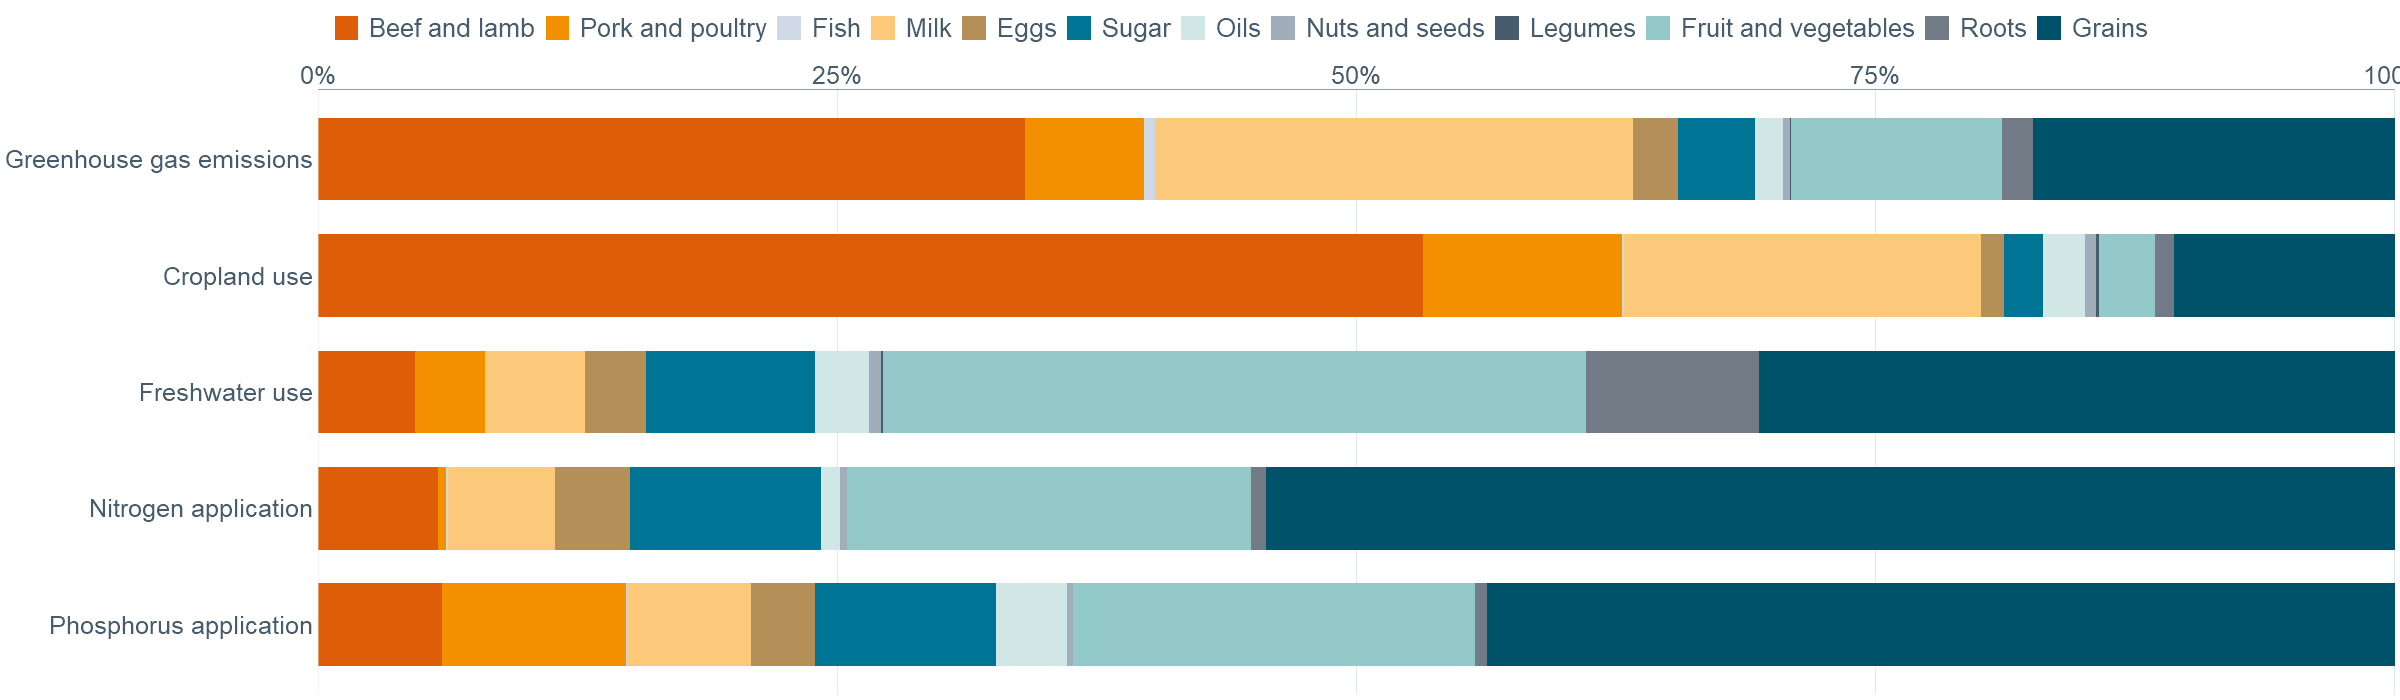 Beef and lamb Pork and poultry Fish Milk Eggs Sugar Oils Nuts and seeds Legumes Fruit and vegetables Roots Grains
0% 25% 50% 75% 100
Greenhouse gas emissions
Cropland use
Freshwater use
Nitrogen application
Phosphorus application